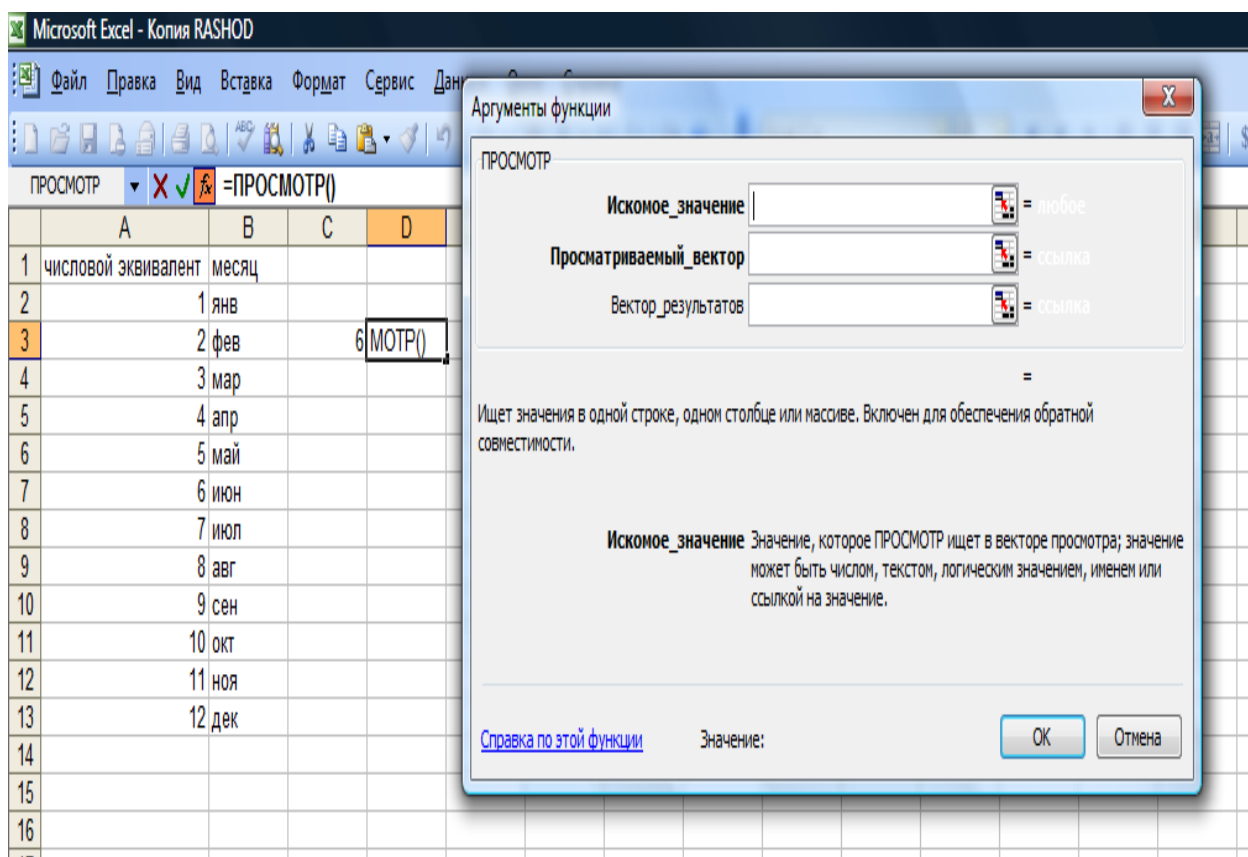 Microsoft Excel - Копия RASHOD
Файл Правка Вид Вставка Формат Сервис
Аргументы функции
X
ПРОСМОТР =ПРОСМОТР()
ПРОСМОТР
Искомое_значение = любое
Просматриваемый_вектор = ссылка
Вектор_результатов = ссылка
=
Ищет значения в одной строке, одном столбце или массиве. Включен для обеспечения обратной
совместимости.
Искомое_значение Значение, которое ПРОСМОТР ищет в векторе просмотра; значение
может быть числом, текстом, логическим значением, именем или
ссылкой на значение.
Справка по этой функции Значение: OK Отмена
A B C D
1 числовой эквивалент месяц
2 1 янв
3 2 фев 6 МОТР()
4 3 мар
5 4 апр
6 5 май
7 6 июн
8 7 июл
9 8 авг
10 9 сен
11 10 окт
12 11 ноя
13 12 дек
14
15
16